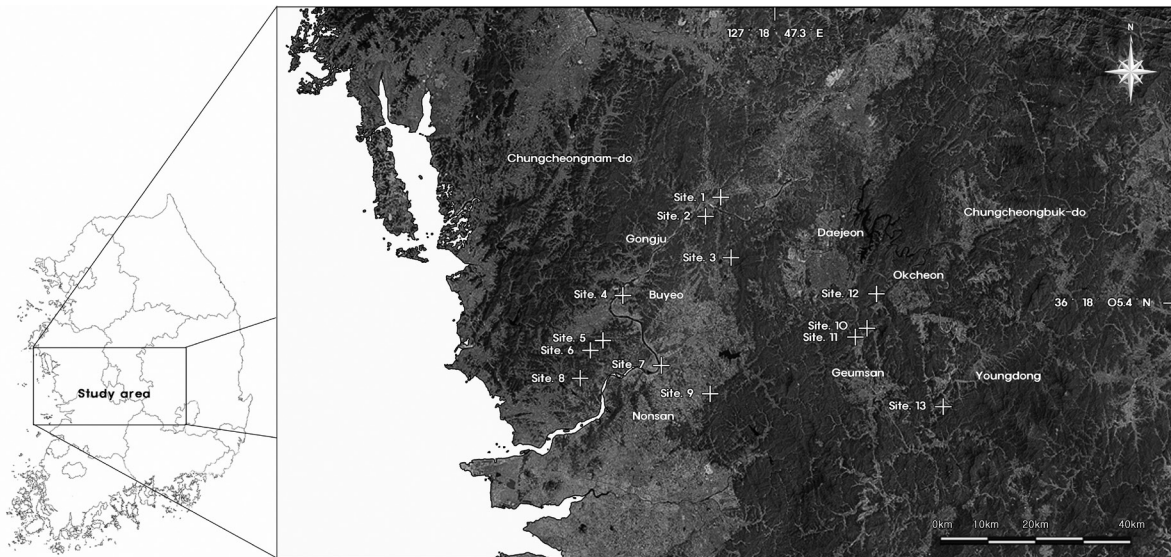 127 18 47.3 E
N
Chungcheongnam-do
Site. 1
Site. 2
Chungcheongbuk-do
Gongju
Daejeon
Site. 3
Okcheon
Site. 4
Buyeo
Site. 12
36 18 05.4 N
Site. 5
Site. 6
Site. 10
Site. 11
Site. 7
Site. 8
Geumsan
Youngdong
Study area
Site. 9
Site. 13
Nonsan
0km 10km 20km 40km